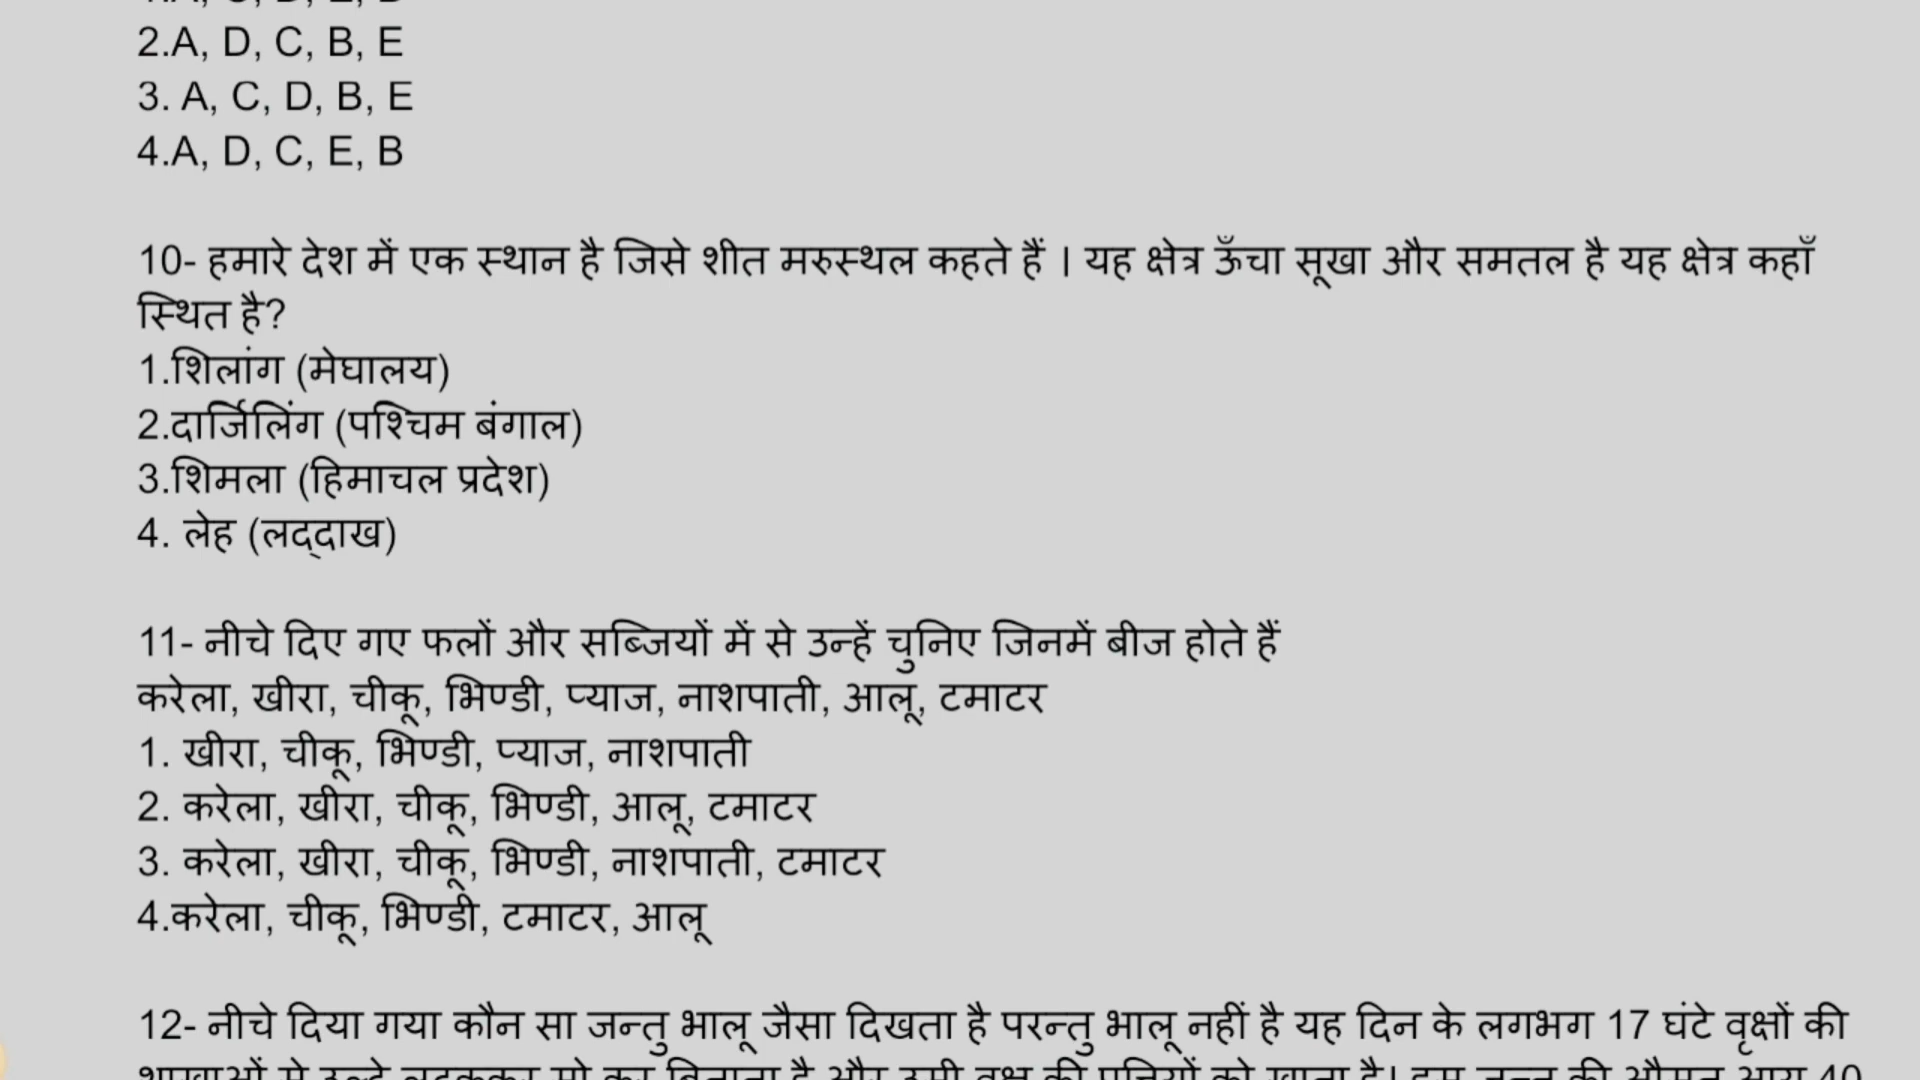 2.A, D, C, B, E
3. A, C, D, B, E
4.A, D, C, E, B
10- हमारे देश में एक स्थान है जिसे शीत मरुस्थल कहते हैं । यह क्षेत्र ऊँचा सूखा और समतल है यह क्षेत्र कहाँ
स्थित है?
1.शिलांग (मेघालय)
2.दार्जिलिंग (पश्चिम बंगाल)
3.शिमला (हिमाचल प्रदेश)
4. लेह (लद्दाख)
11- नीचे दिए गए फलों और सब्जियों में से उन्हें चुनिए जिनमें बीज होते हैं
करेला, खीरा, चीकू, भिण्डी, प्याज, नाशपाती, आलू, टमाटर
1. खीरा, चीकू, भिण्डी, प्याज, नाशपाती
2. करेला, खीरा, चीकू, भिण्डी, आलू, टमाटर
3. करेला, खीरा, चीकू, भिण्डी, नाशपाती, टमाटर
4.करेला, चीकू, भिण्डी, टमाटर, आलू
12- नीचे दिया गया कौन सा जन्तु भालू जैसा दिखता है परन्तु भालू नहीं है यह दिन के लगभग 17 घंटे वृक्षों की